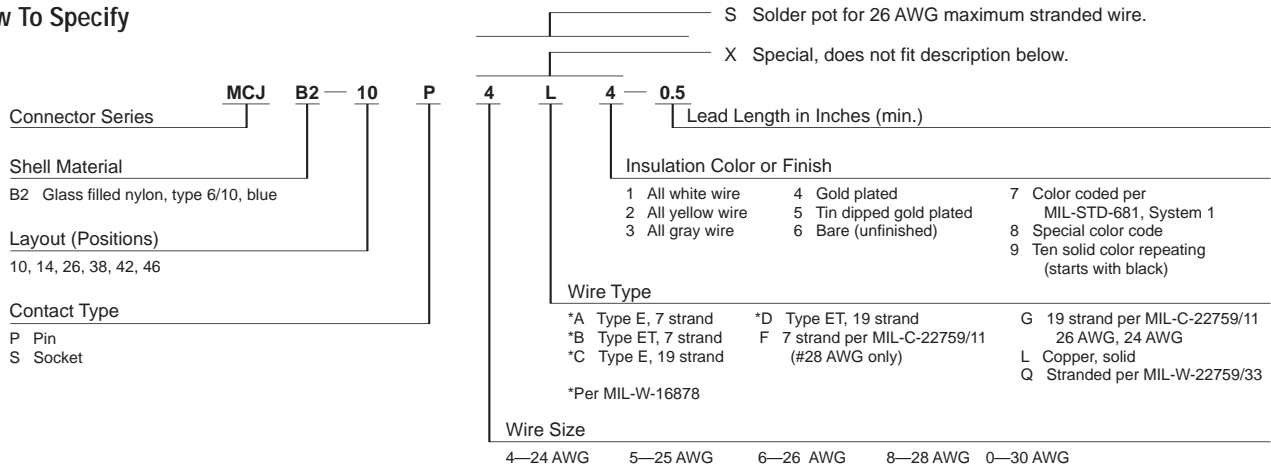 To Specify
S Solder pot for 26 AWG maximum stranded wire.
X Special, does not fit description below.
MCJ B2 — 10 P 4 L 4 — 0.5
Connector Series
Lead Length in Inches (min.)
Shell Material
B2 Glass filled nylon, type 6/10, blue
Layout (Positions)
10, 14, 26, 38, 42, 46
Contact Type
P Pin
S Socket
Insulation Color or Finish
1 All white wire
2 All yellow wire
3 All gray wire
4 Gold plated
5 Tin dipped gold plated
6 Bare (unfinished)
7 Color coded per
MIL-STD-681, System 1
8 Special color code
9 Ten solid color repeating
(starts with black)
Wire Type
*A Type E, 7 strand
*B Type ET, 7 strand
*C Type E, 19 strand
*Per MIL-W-16878
*D Type ET, 19 strand
F 7 strand per MIL-C-22759/11
(#28 AWG only)
G 19 strand per MIL-C-22759/11
26 AWG, 24 AWG
L Copper, solid
Q Stranded per MIL-W-22759/33
Wire Size
4—24 AWG 5—25 AWG 6—26 AWG 8—28 AWG 0—30 AWG